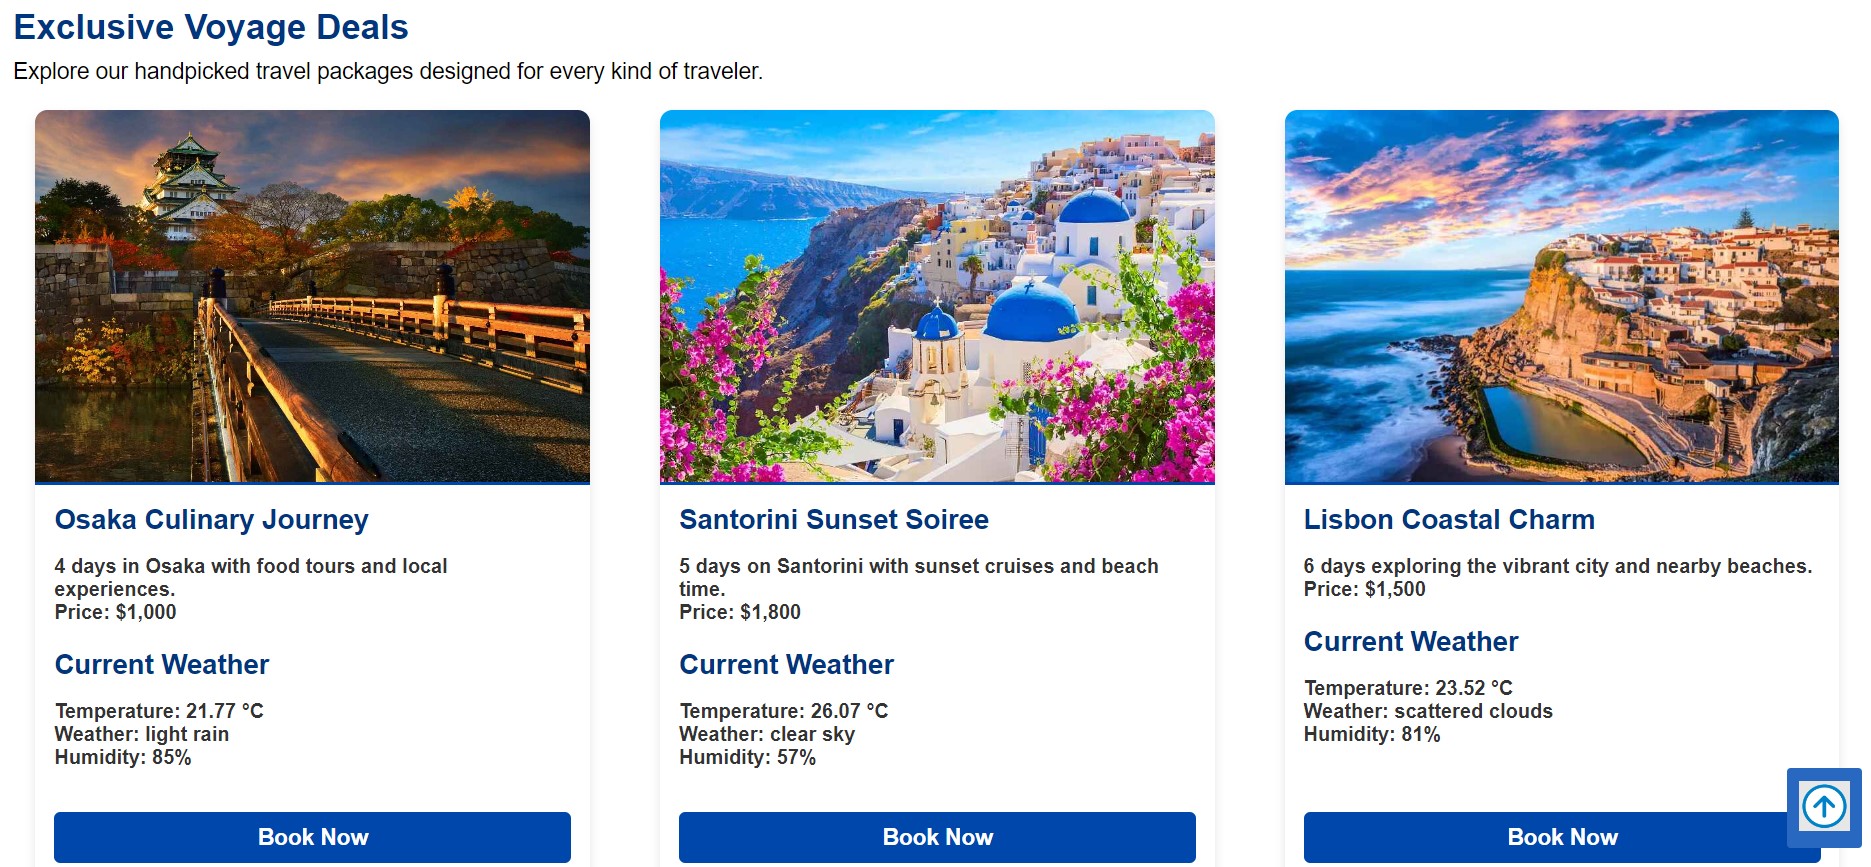 Exclusive Voyage Deals
Explore our handpicked travel packages designed for every kind of traveler.
Osaka Culinary Journey
4 days in Osaka with food tours and local
experiences.
Price: $1,000
Current Weather
Temperature: 21.77 °C
Weather: light rain
Humidity: 85%
Book Now
Santorini Sunset Soiree
5 days on Santorini with sunset cruises and beach
time.
Price: $1,800
Current Weather
Temperature: 26.07 °C
Weather: clear sky
Humidity: 57%
Book Now
Lisbon Coastal Charm
6 days exploring the vibrant city and nearby beaches.
Price: $1,500
Current Weather
Temperature: 23.52 °C
Weather: scattered clouds
Humidity: 81%
Book Now